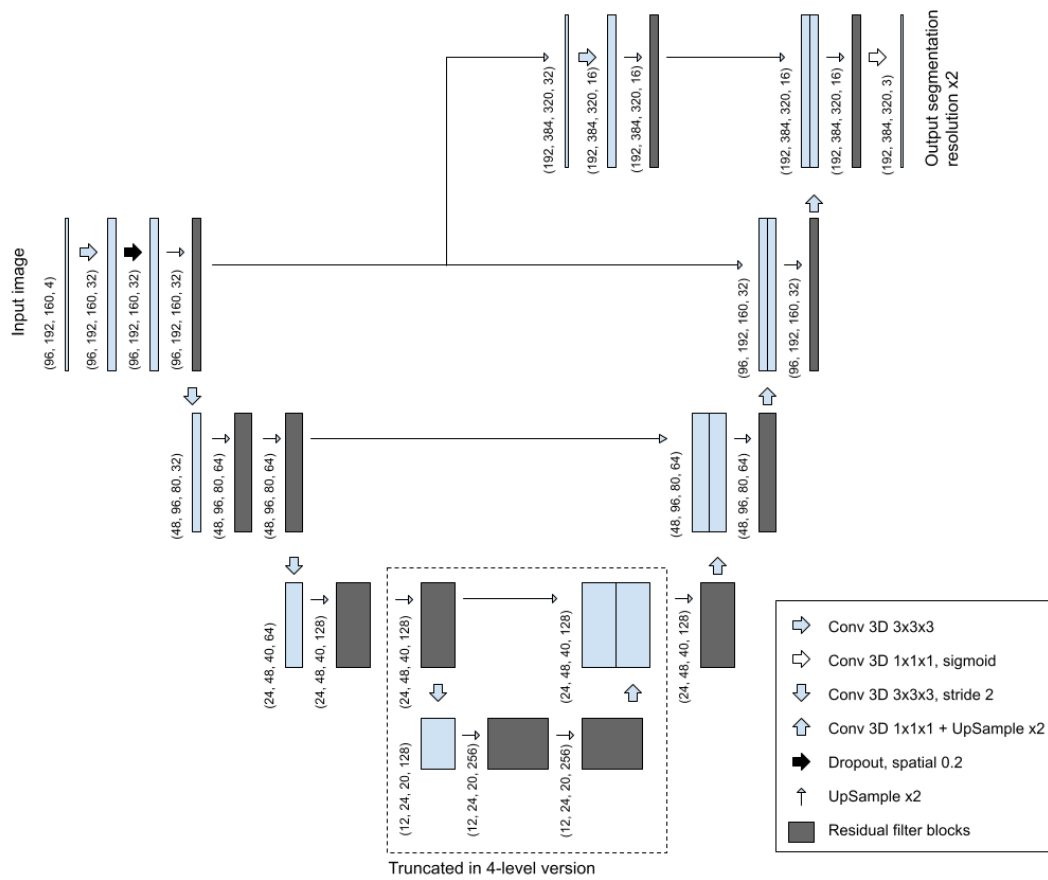 (192, 384, 320, 32)
(192, 384, 320, 16)
(192, 384, 320, 16)
(192, 384, 320, 16)
(192, 384, 320, 16)
(192, 384, 320, 3)
Output segmentation
resolution x2
Input image
(96, 192, 160, 4)
(96, 192, 160, 32)
(96, 192, 160, 32)
(96, 192, 160, 32)
(96, 192, 160, 32)
(96, 192, 160, 32)
(48, 96, 80, 32)
(48, 96, 80, 64)
(48, 96, 80, 64)
(48, 96, 80, 64)
(48, 96, 80, 64)
(24, 48, 40, 64)
(24, 48, 40, 128)
(24, 48, 40, 128)
(24, 48, 40, 128)
(24, 48, 40, 128)
(12, 24, 20, 128)
(12, 24, 20, 256)
(12, 24, 20, 256)
Truncated in 4-level version
Conv 3D 3x3x3
Conv 3D 1x1x1, sigmoid
Conv 3D 3x3x3, stride 2
Conv 3D 1x1x1 + UpSample x2
Dropout, spatial 0.2
UpSample x2
Residual filter blocks